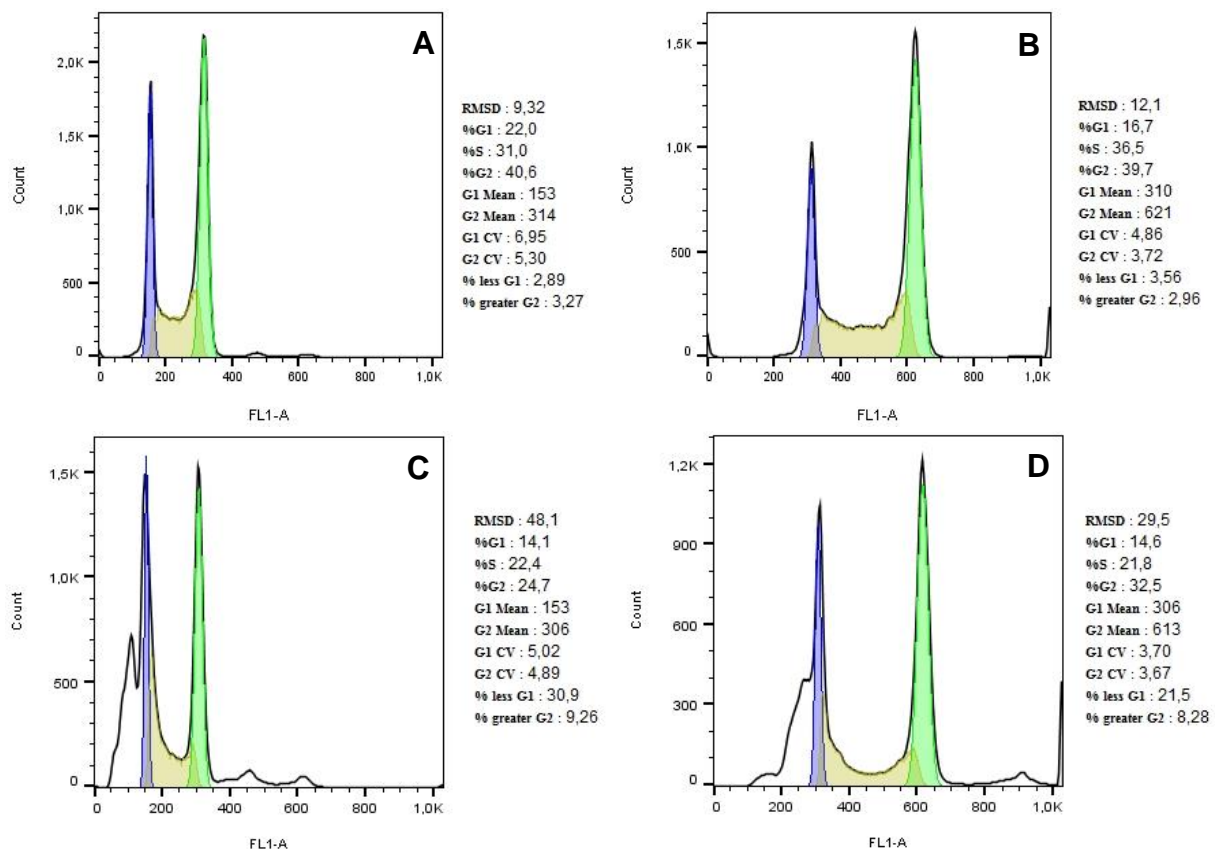 A
2,0K
1,5K
1,0K
500
0
Count
0 200 400 600 800 1,0K
FL1-A
RMSD : 9,32
%G1 : 22,0
%S : 31,0
%G2 : 40,6
G1 Mean : 153
G2 Mean : 314
G1 CV : 6,95
G2 CV : 5,30
% less G1 : 2,89
% greater G2 : 3,27
B
1,5K
1,0K
500
0
Count
0 200 400 600 800 1,0K
FL1-A
RMSD : 12,1
%G1 : 16,7
%S : 36,5
%G2 : 39,7
G1 Mean : 310
G2 Mean : 621
G1 CV : 4,86
G2 CV : 3,72
% less G1 : 3,56
% greater G2 : 2,96
C
1,5K
1,0K
500
0
Count
0 200 400 600 800 1,0K
FL1-A
RMSD : 48,1
%G1 : 14,1
%S : 22,4
%G2 : 24,7
G1 Mean : 153
G2 Mean : 306
G1 CV : 5,02
G2 CV : 4,89
% less G1 : 30,9
% greater G2 : 9,26
D
1,2K
900
600
300
0
Count
0 200 400 600 800 1,0K
FL1-A
RMSD : 29,5
%G1 : 14,6
%S : 21,8
%G2 : 32,5
G1 Mean : 306
G2 Mean : 613
G1 CV : 3,70
G2 CV : 3,67
% less G1 : 21,5
% greater G2 : 8,28